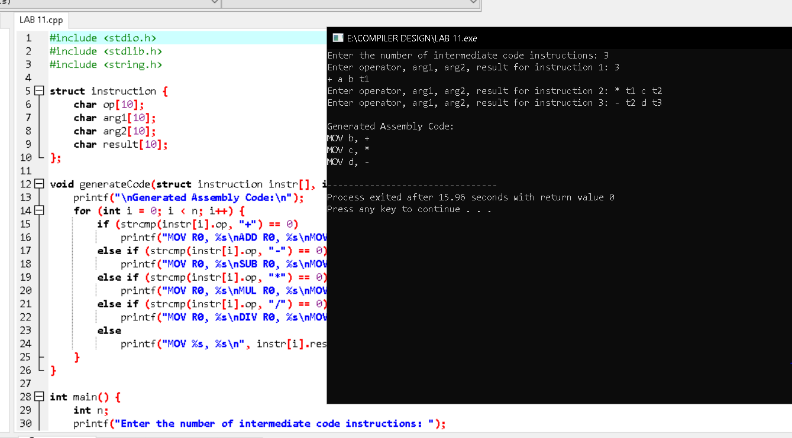 s)
LAB 11.cpp
1 #include <stdio.h>
2 #include <stdlib.h>
3 #include <string.h>
4
5 struct instruction {
6 char op[10];
7 char arg1[10];
8 char arg2[10];
9 char result[10];
10 };
11
12 void generateCode(struct instruction instr[], i
13 printf("\nGenerated Assembly Code:\n");
14 for (int i = 0; i < n; i++) {
15 if (strcmp(instr[i].op, "+") == 0)
16 printf("MOV R0, %s\nADD R0, %s\nMOV
17 else if (strcmp(instr[i].op, "-") == 0)
18 printf("MOV R0, %s\nSUB R0, %s\nMOV
19 else if (strcmp(instr[i].op, "*") == 0)
20 printf("MOV R0, %s\nMUL R0, %s\nMOV
21 else if (strcmp(instr[i].op, "/") == 0)
22 printf("MOV R0, %s\nDIV R0, %s\nMOV
23 else
24 printf("MOV %s, %s\n", instr[i].res
25 }
26 }
27
28 int main() {
29 int n;
30 printf("Enter the number of intermediate code instructions: ");
E:\COMPILER DESIGN\LAB 11.exe
Enter the number of intermediate code instructions: 3
Enter operator, arg1, arg2, result for instruction 1: 3
+ a b t1
Enter operator, arg1, arg2, result for instruction 2: * t1 c t2
Enter operator, arg1, arg2, result for instruction 3: - t2 d t3
Generated Assembly Code:
MOV b, +
MOV c, *
MOV d, -
--------------------------------
Process exited after 15.96 seconds with return value 0
Press any key to continue . . .